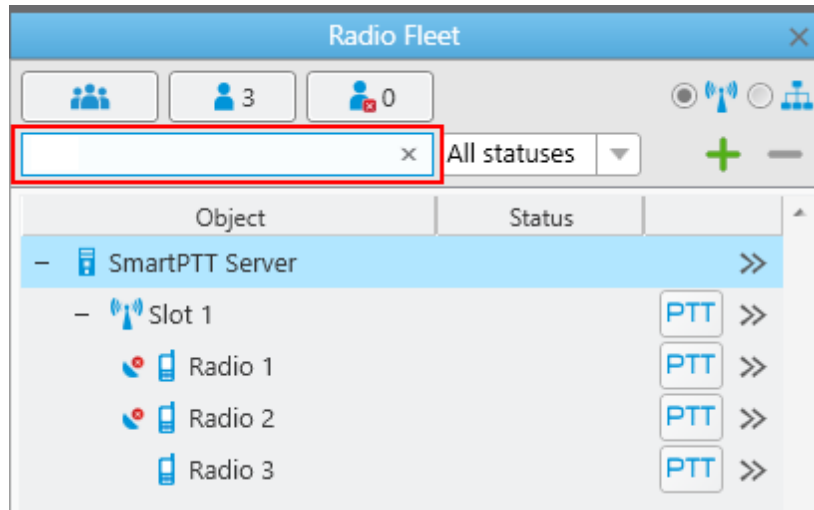 Radio Fleet
3 0
All statuses
Object Status
SmartPTT Server
Slot 1 PTT
Radio 1 PTT
Radio 2 PTT
Radio 3 PTT